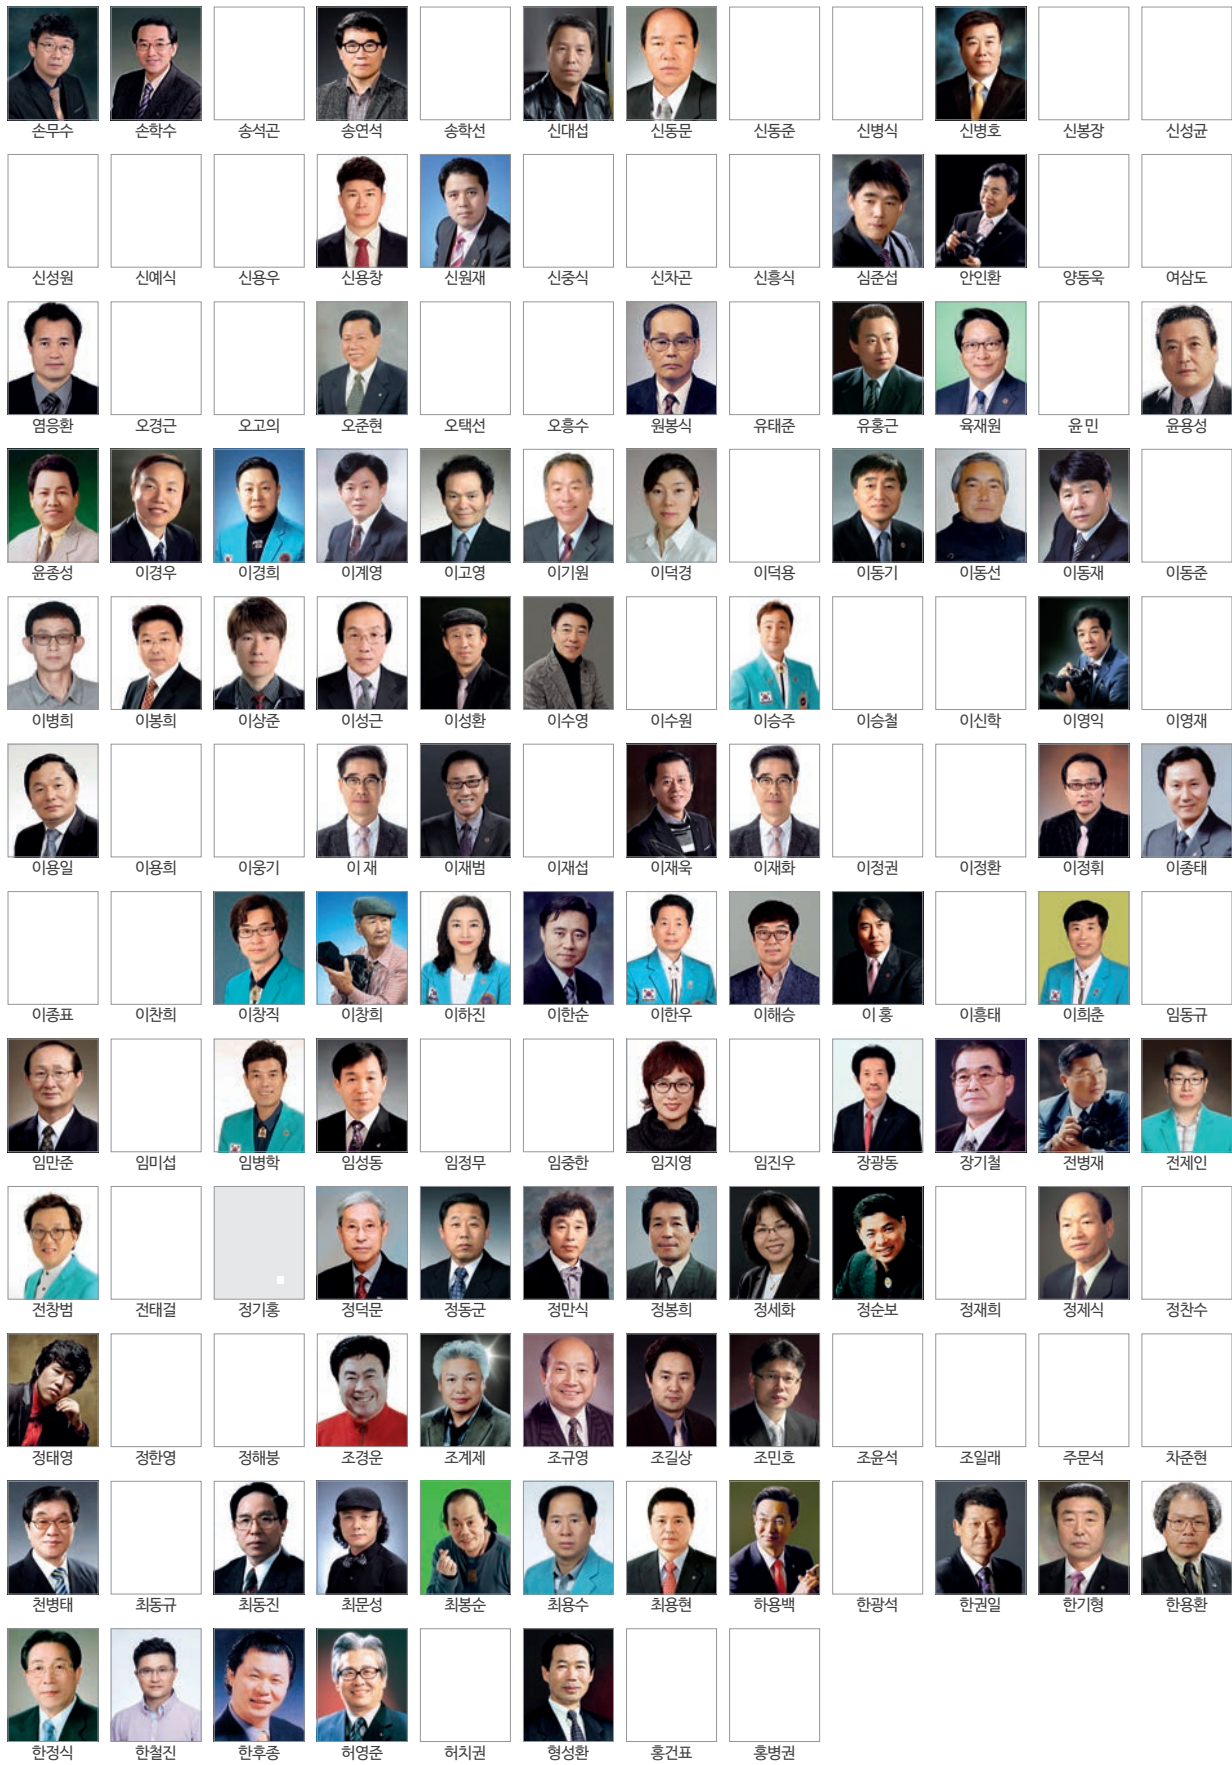 손무수 손학수 송석곤 송연석 송학선 신대섭 신동문 신동준 신병식 신병호 신봉장 신성균
신성원 신예식 신용우 신용창 신원재 신중식 신차곤 신흥식 심준섭 안인환 양동욱 여삼도
염응환 오경근 오고의 오준현 오택선 오흥수 원봉식 유태준 유홍근 육재원 윤 민 윤용성
윤종성 이경우 이경희 이계영 이고영 이기원 이덕경 이덕용 이동기 이동선 이동재 이동준
이병희 이봉희 이상준 이성근 이성환 이수영 이수원 이승주 이승철 이신학 이영익 이영재
이용일 이용희 이웅기 이 재 이재범 이재섭 이재욱 이재화 이정권 이정환 이정휘 이종태
이종표 이찬희 이창직 이창희 이하진 이한순 이한우 이해승 이 홍 이흥태 이희춘 임동규
임만준 임미섭 임병학 임성동 임정무 임중한 임지영 임진우 장광동 장기철 전병재 전제인
전창범 전태걸 정기홍 정덕문 정동군 정만식 정봉희 정세화 정순보 정재희 정제식 정찬수
정태영 정한영 정해붕 조경운 조계제 조규영 조길상 조민호 조윤석 조일래 주문석 차준현
천병태 최동규 최동진 최문성 최봉순 최용수 최용현 하용백 한광석 한권일 한기형 한용환
한정식 한철진 한후종 허영준 허치권 형성환 홍건표 홍병권